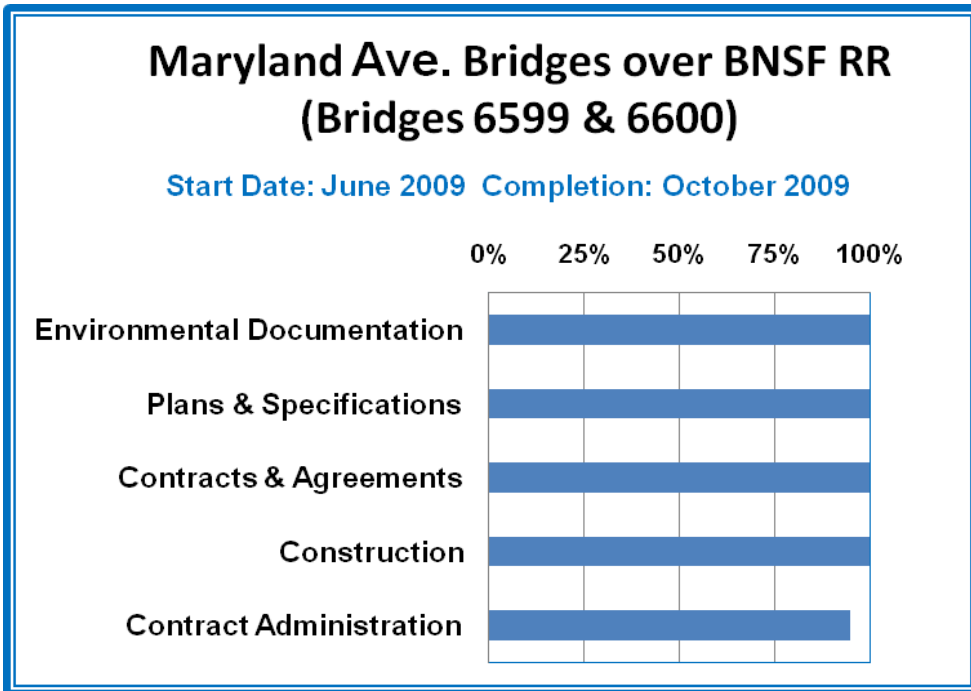 Maryland Ave. Bridges over BNSF RR
(Bridges 6599 & 6600)
Start Date: June 2009 Completion: October 2009
0% 25% 50% 75% 100%
Environmental Documentation
Plans & Specifications
Contracts & Agreements
Construction
Contract Administration